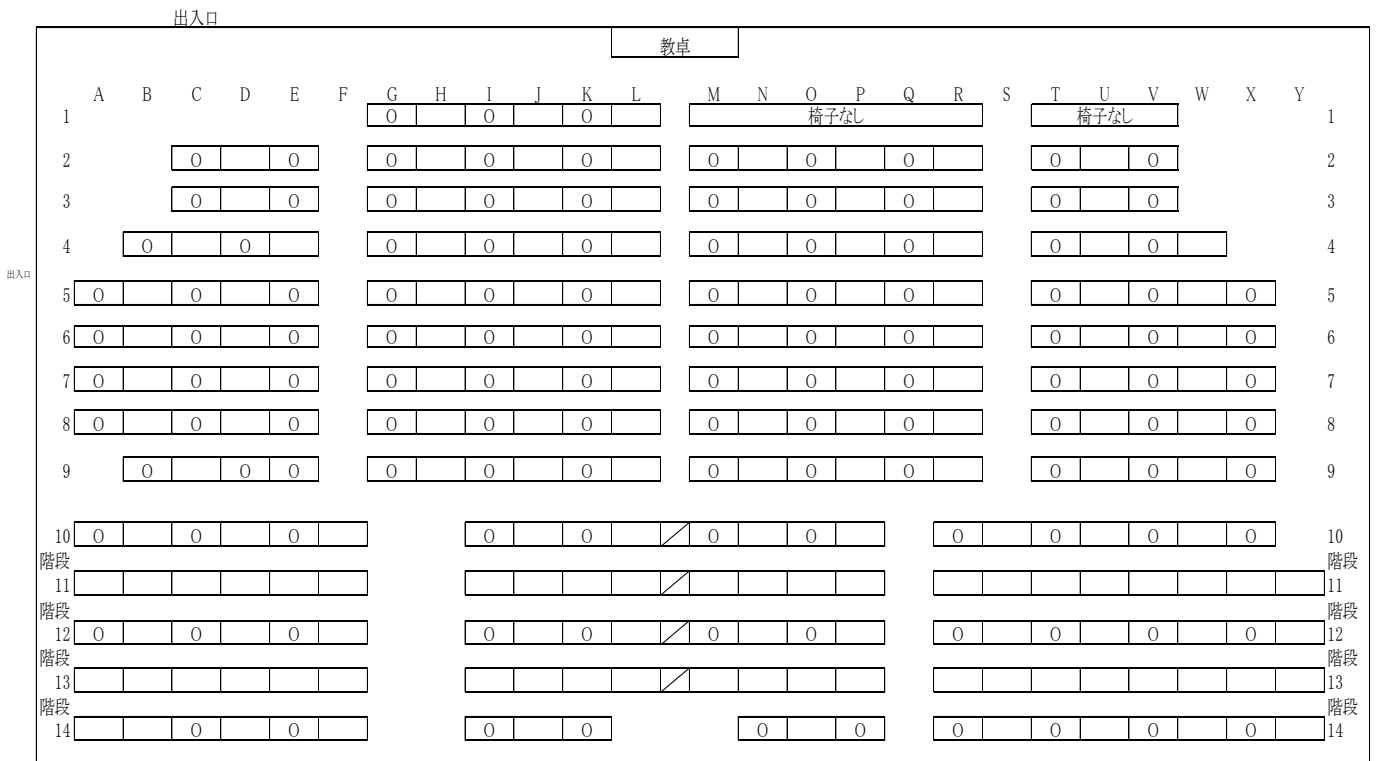 出入口
教卓
A B C D E F G H I J K L M N O P Q R S T U V W X Y
1 O O O 椅子なし 椅子なし 1
2 O O O O O O O O O O 2
3 O O O O O O O O O O 3
4 O O O O O O O O O O 4
出入口
5 O O O O O O O O O O O O 5
6 O O O O O O O O O O O O 6
7 O O O O O O O O O O O O 7
8 O O O O O O O O O O O O 8
9 O O O O O O O O O O O O 9
10 O O O O O O O O O O O 10
階段 階段
11 11
階段 階段
12 O O O O O O O O O O O 12
階段 階段
13 13
階段 階段
14 O O O O O O O O O O 14